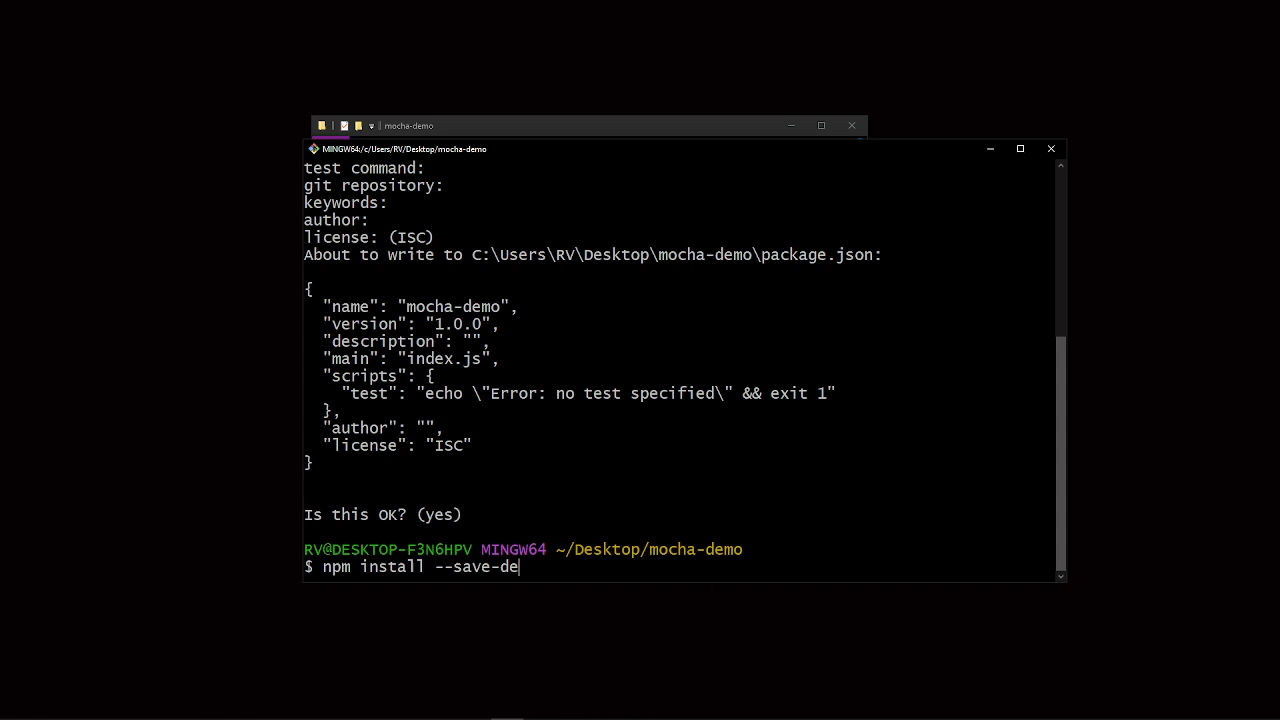 mocha-demo
MINGW64:/c/Users/RV/Desktop/mocha-demo
test command:
git repository:
keywords:
author:
license: (ISC)
About to write to C:\Users\RV\Desktop\mocha-demo\package.json:
{
"name": "mocha-demo",
"version": "1.0.0",
"description": "",
"main": "index.js",
"scripts": {
"test": "echo \"Error: no test specified\" && exit 1"
},
"author": "",
"license": "ISC"
}
Is this OK? (yes)
RV@DESKTOP-F3N6HPV MINGW64 ~/Desktop/mocha-demo
$ npm install --save-de